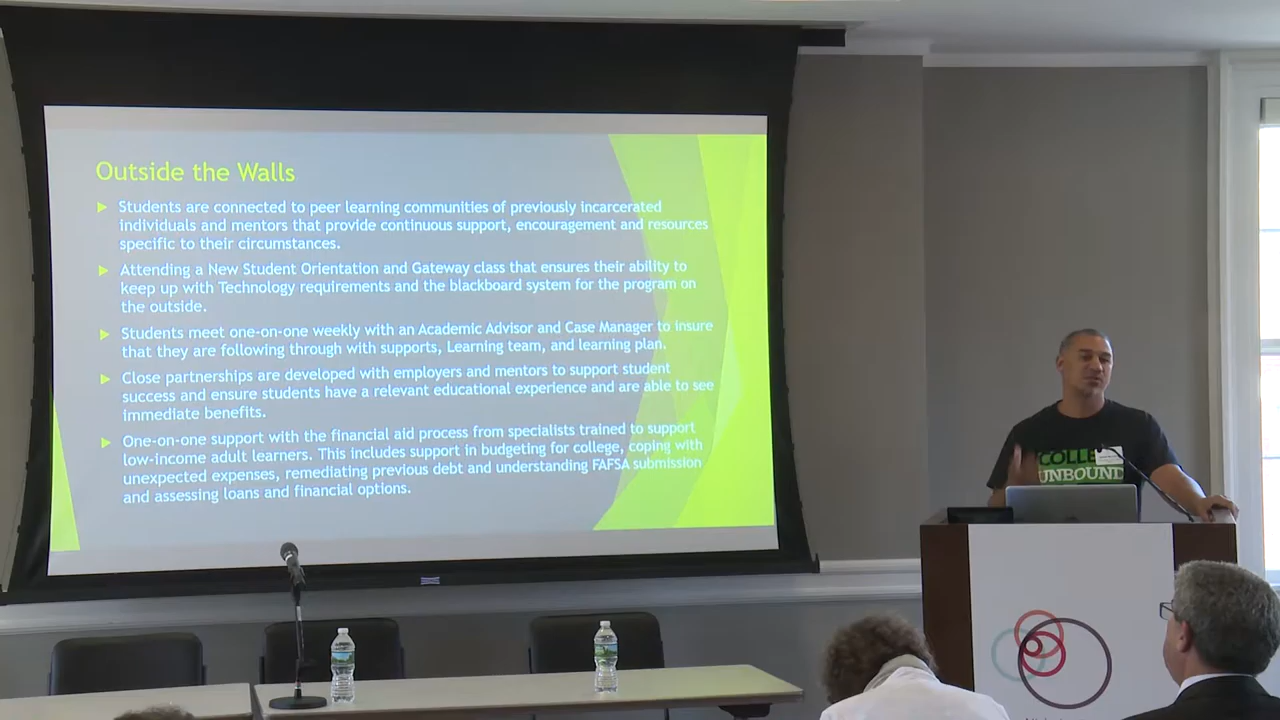 Outside the Walls
Students are connected to peer learning communities of previously incarcerated
individuals and mentors that provide continuous support, encouragement and resources
specific to their circumstances.
Attending a New Student Orientation and Gateway class that ensures their ability to
keep up with Technology requirements and the blackboard system for the program on
the outside.
Students meet one-on-one weekly with an Academic Advisor and Case Manager to insure
that they are following through with supports, Learning team, and learning plan.
Close partnerships are developed with employers and mentors to support student
success and ensure students have a relevant educational experience and are able to see
immediate benefits.
One-on-one support with the financial aid process from specialists trained to support
low-income adult learners. This includes support in budgeting for college, coping with
unexpected expenses, remediating previous debt and understanding FAFSA submission
and assessing loans and financial options.
UNBOUND